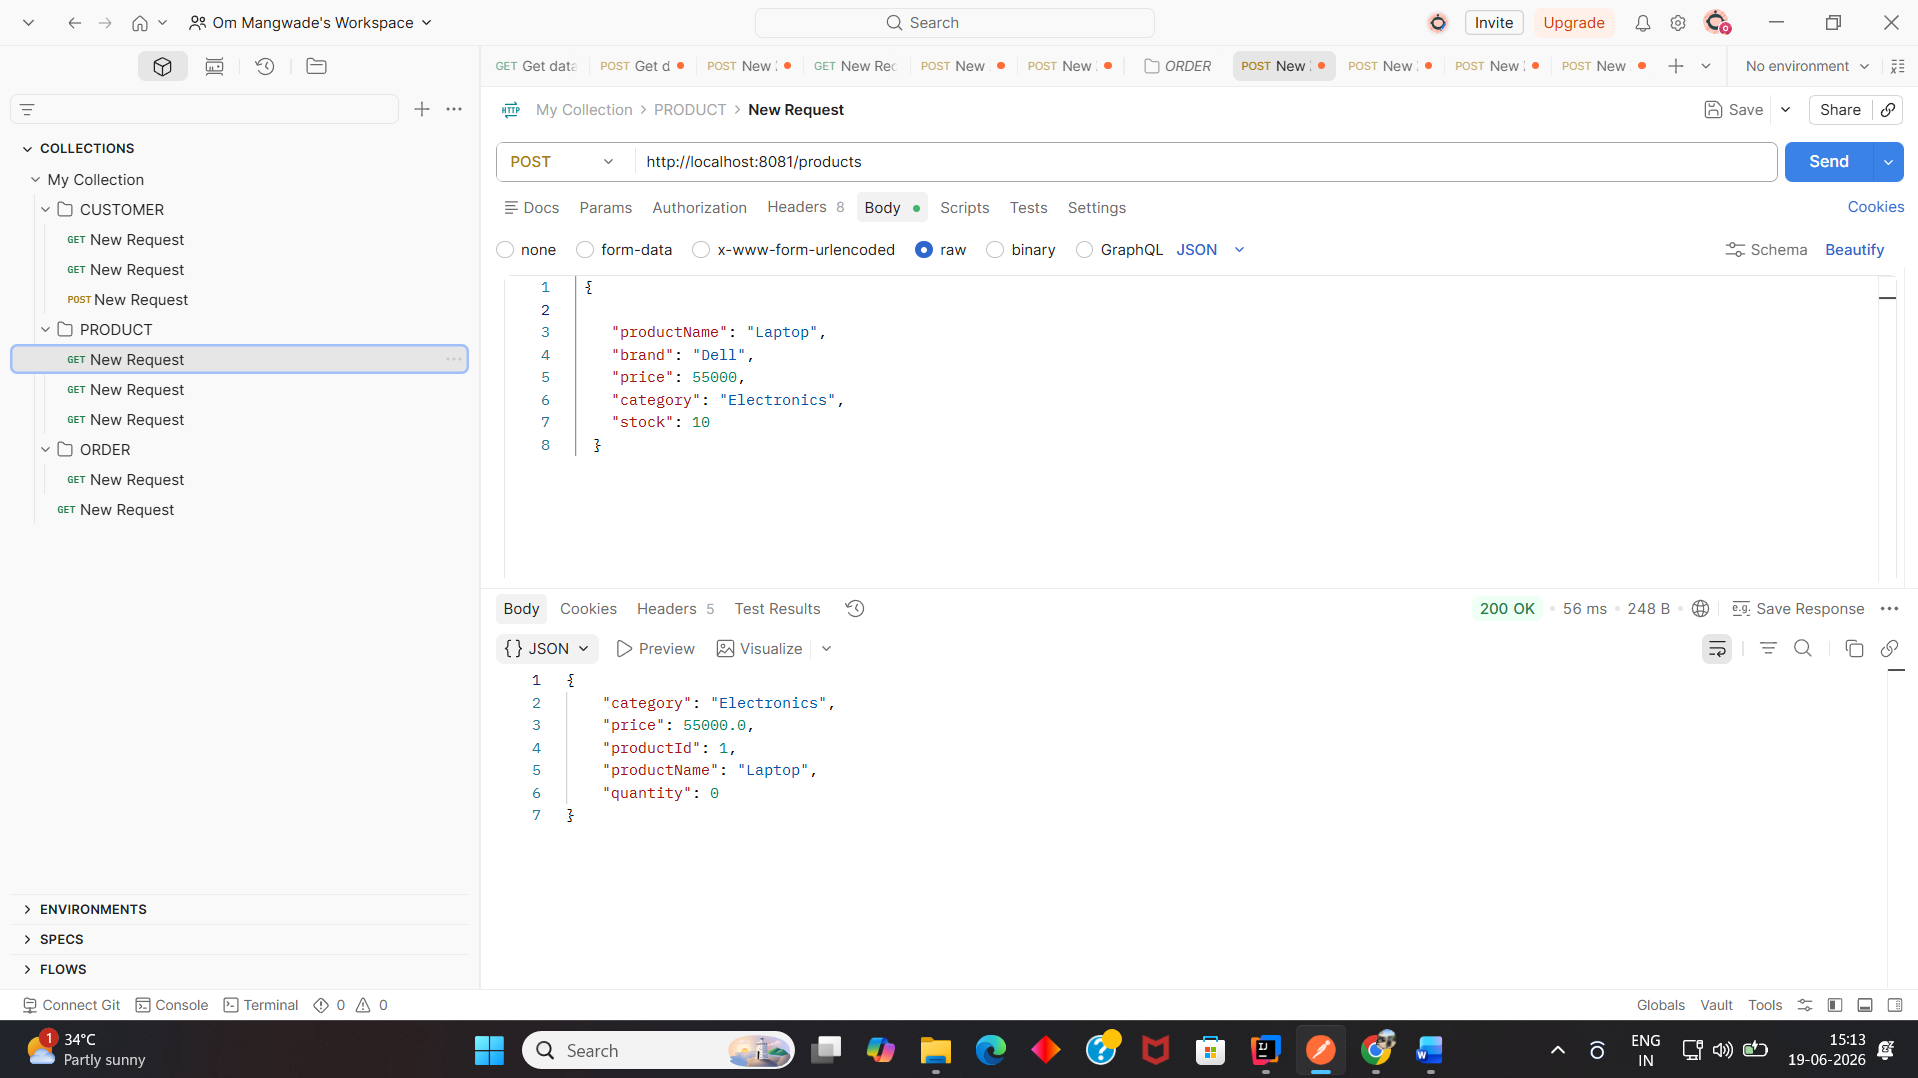 Om Mangwade's Workspace
Search
Invite
Upgrade
GET Get data
POST Get d
POST New
GET New Rec
POST New
POST New
ORDER
POST New
POST New
POST New
POST New
No environment
My Collection > PRODUCT > New Request
Save
Share
COLLECTIONS
My Collection
CUSTOMER
GET New Request
GET New Request
POST New Request
PRODUCT
GET New Request
GET New Request
GET New Request
ORDER
GET New Request
GET New Request
ENVIRONMENTS
SPECS
FLOWS
HTTP
POST
http://localhost:8081/products
Send
Docs
Params
Authorization
Headers 8
Body
Scripts
Tests
Settings
Cookies
none
form-data
x-www-form-urlencoded
raw
binary
GraphQL
JSON
Schema
Beautify
1 {
2
3 "productName": "Laptop",
4 "brand": "Dell",
5 "price": 55000,
6 "category": "Electronics",
7 "stock": 10
8 }
Body
Cookies
Headers 5
Test Results
200 OK
56 ms
248 B
e.g. Save Response
{} JSON
Preview
Visualize
1 {
2 "category": "Electronics",
3 "price": 55000.0,
4 "productId": 1,
5 "productName": "Laptop",
6 "quantity": 0
7 }
Connect Git
Console
Terminal
0
0
Globals
Vault
Tools
1
34°C
Partly sunny
Search
ENG
IN
15:13
19-06-2026